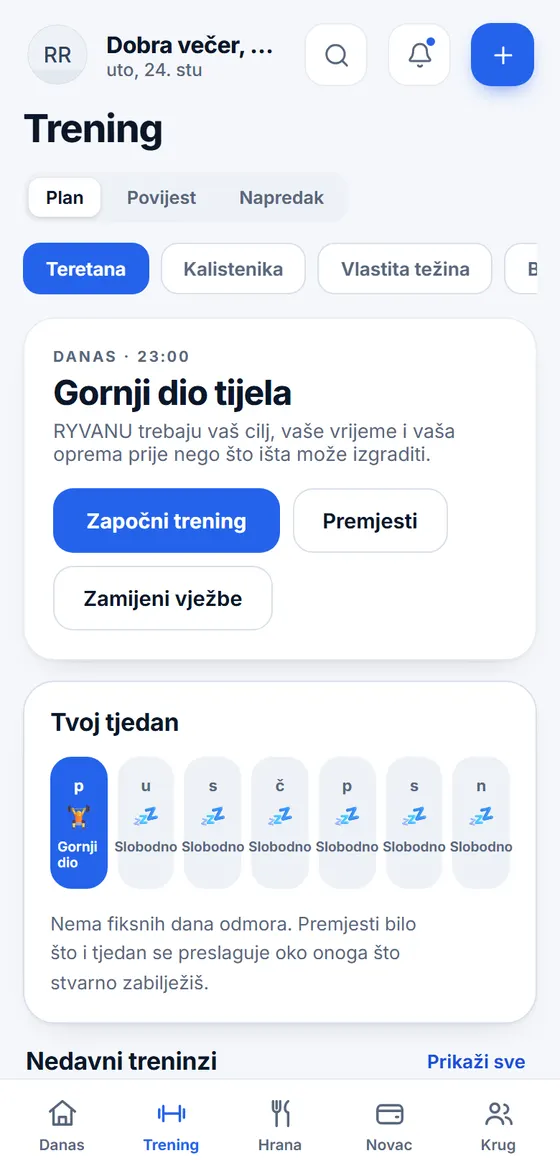 RR
Dobra večer, ...
uto, 24. stu
Trening
Plan
Povijest
Napredak
Teretana
Kalistenika
Vlastita težina
DANAS · 23:00
Gornji dio tijela
RYVANU trebaju vaš cilj, vaše vrijeme i vaša
oprema prije nego što išta može izgraditi.
Započni trening
Premjesti
Zamijeni vježbe
Tvoj tjedan
p
u
s
č
p
s
n
Gornji
dio
Slobodno
Slobodno
Slobodno
Slobodno
Slobodno
Slobodno
Nema fiksnih dana odmora. Premjesti bilo
što i tjedan se preslaguje oko onoga što
stvarno zabilježiš.
Nedavni treninzi
Prikaži sve
Danas
Trening
Hrana
Novac
Krug